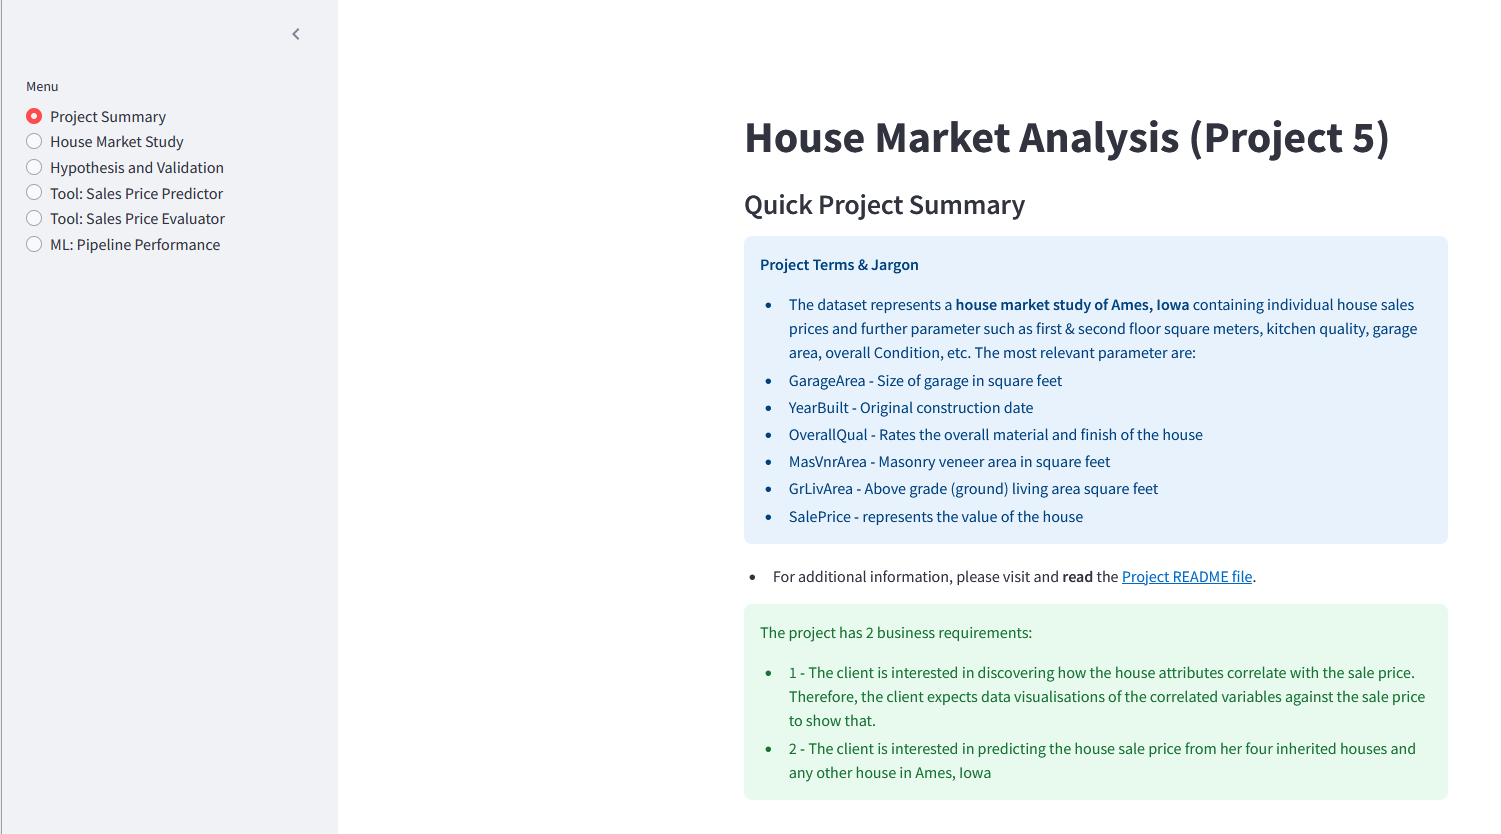 Menu
Project Summary
House Market Study
Hypothesis and Validation
Tool: Sales Price Predictor
Tool: Sales Price Evaluator
ML: Pipeline Performance
House Market Analysis (Project 5)
Quick Project Summary
Project Terms & Jargon
• The dataset represents a house market study of Ames, Iowa containing individual house sales
prices and further parameter such as first & second floor square meters, kitchen quality, garage
area, overall Condition, etc. The most relevant parameter are:
• GarageArea - Size of garage in square feet
• YearBuilt - Original construction date
• OverallQual - Rates the overall material and finish of the house
• MasVnrArea - Masonry veneer area in square feet
• GrLivArea - Above grade (ground) living area square feet
• SalePrice - represents the value of the house
• For additional information, please visit and read the Project README file.
The project has 2 business requirements:
• 1 - The client is interested in discovering how the house attributes correlate with the sale price.
Therefore, the client expects data visualisations of the correlated variables against the sale price
to show that.
• 2 - The client is interested in predicting the house sale price from her four inherited houses and
any other house in Ames, Iowa